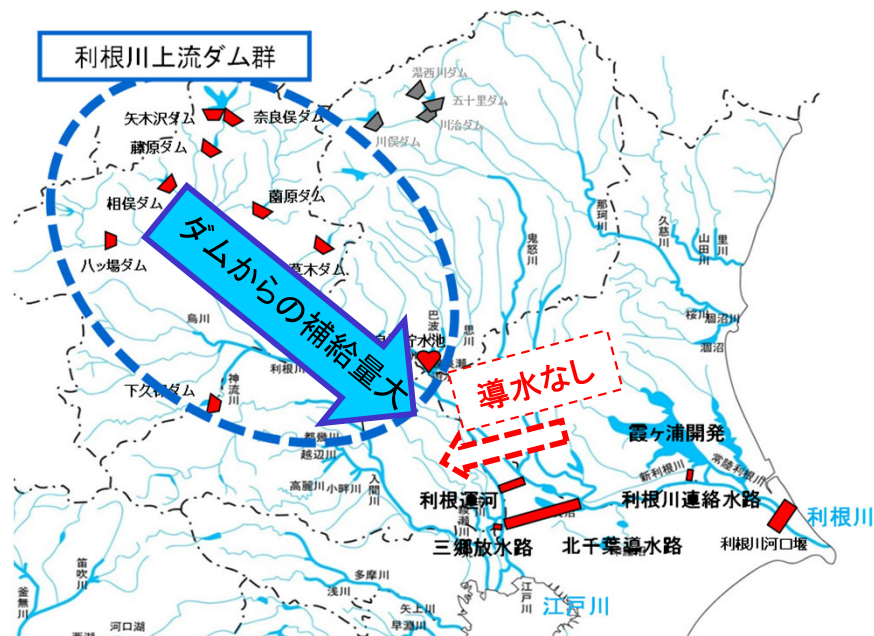 利根川上流ダム群
湯西川ダム
五十里ダム
川治ダム
川俣ダム
矢木沢ダム
奈良俣ダム
藤原ダム
相俣ダム
薗原ダム
八ッ場ダム
草木ダム
ダムからの補給量大
那珂川
久慈川
山田川
里川
鬼怒川
桜川
涸沼川
涸沼
烏川
利根川
巴波川
思川
貯水池
下久保ダム
神流川
導水なし
霞ヶ浦開発
都幾川
越辺川
高麗川
小畔川
入間川
新利根川
常陸利根川
利根運河
綾瀬川
利根川連絡水路
利根川
三郷放水路
北千葉導水路
利根川河口堰
笛吹川
釜無川
多摩川
浅川
江戸川
江戸川
矢上川
早淵川
河口湖
西湖